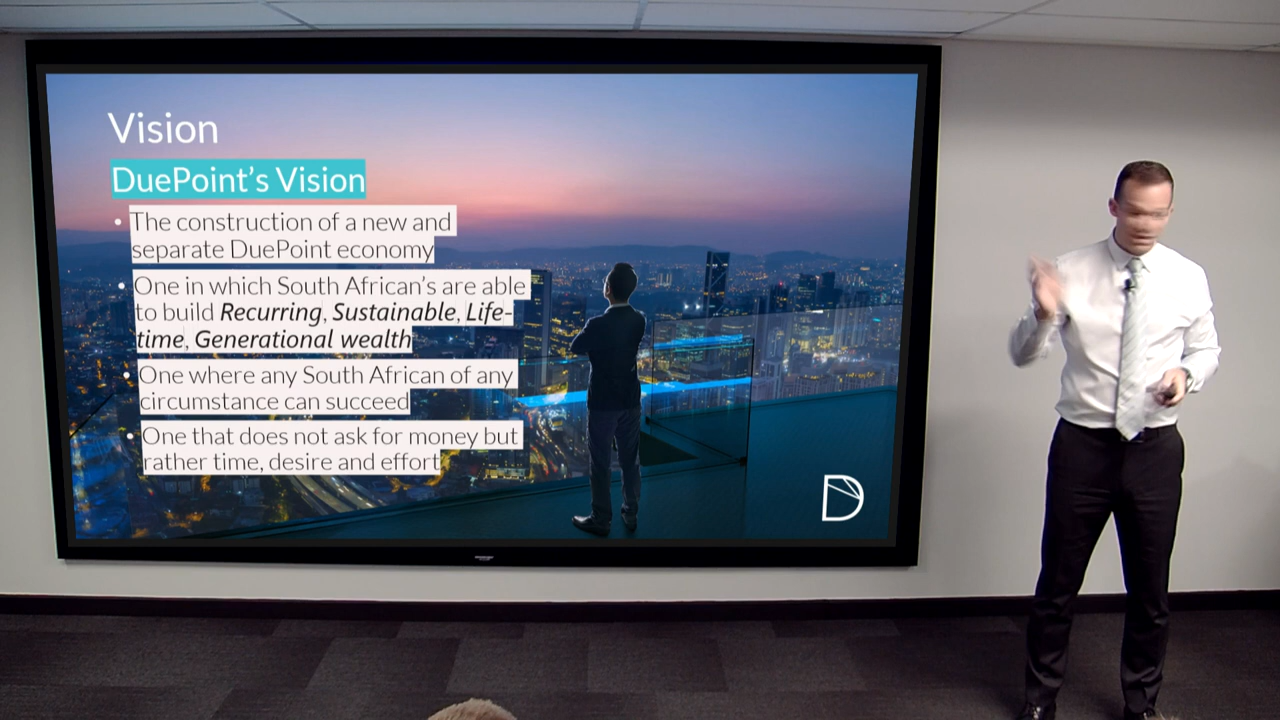 Vision
DuePoint's Vision
• The construction of a new and
separate DuePoint economy
• One in which South African's are able
to build Recurring, Sustainable, Life-
time, Generational wealth
• One where any South African of any
circumstance can succeed
• One that does not ask for money but
rather time, desire and effort